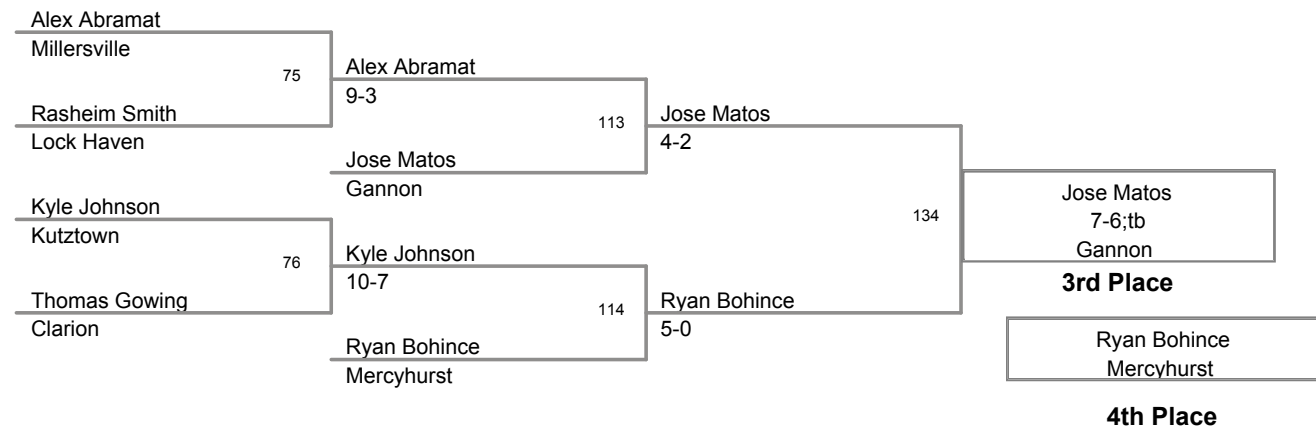 Alex Abramat
Millersville
75
Alex Abramat
9-3
Rasheim Smith
Lock Haven
113
Jose Matos
4-2
Jose Matos
Gannon
Kyle Johnson
Kutztown
134
Jose Matos
7-6;tb
Gannon
3rd Place
76
Kyle Johnson
10-7
Thomas Gowing
Clarion
114
Ryan Bohince
5-0
Ryan Bohince
Mercyhurst
Ryan Bohince
Mercyhurst
4th Place